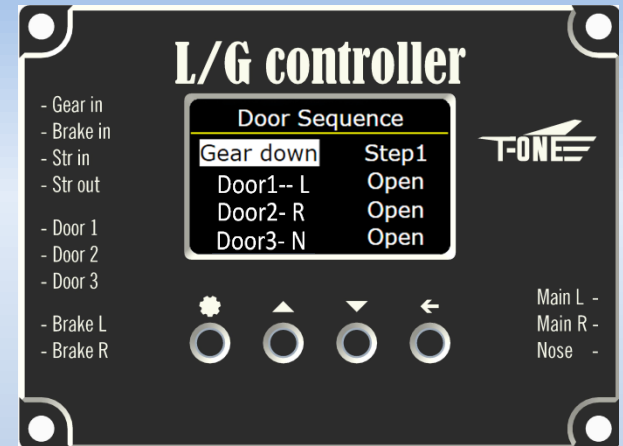 L/G controller
- Gear in
- Brake in
- Str in
- Str out
- Door 1
- Door 2
- Door 3
- Brake L
- Brake R
Door Sequence
Gear down Step1
Door1-- L Open
Door2- R Open
Door3- N Open
T-ONE
Main L -
Main R -
Nose -